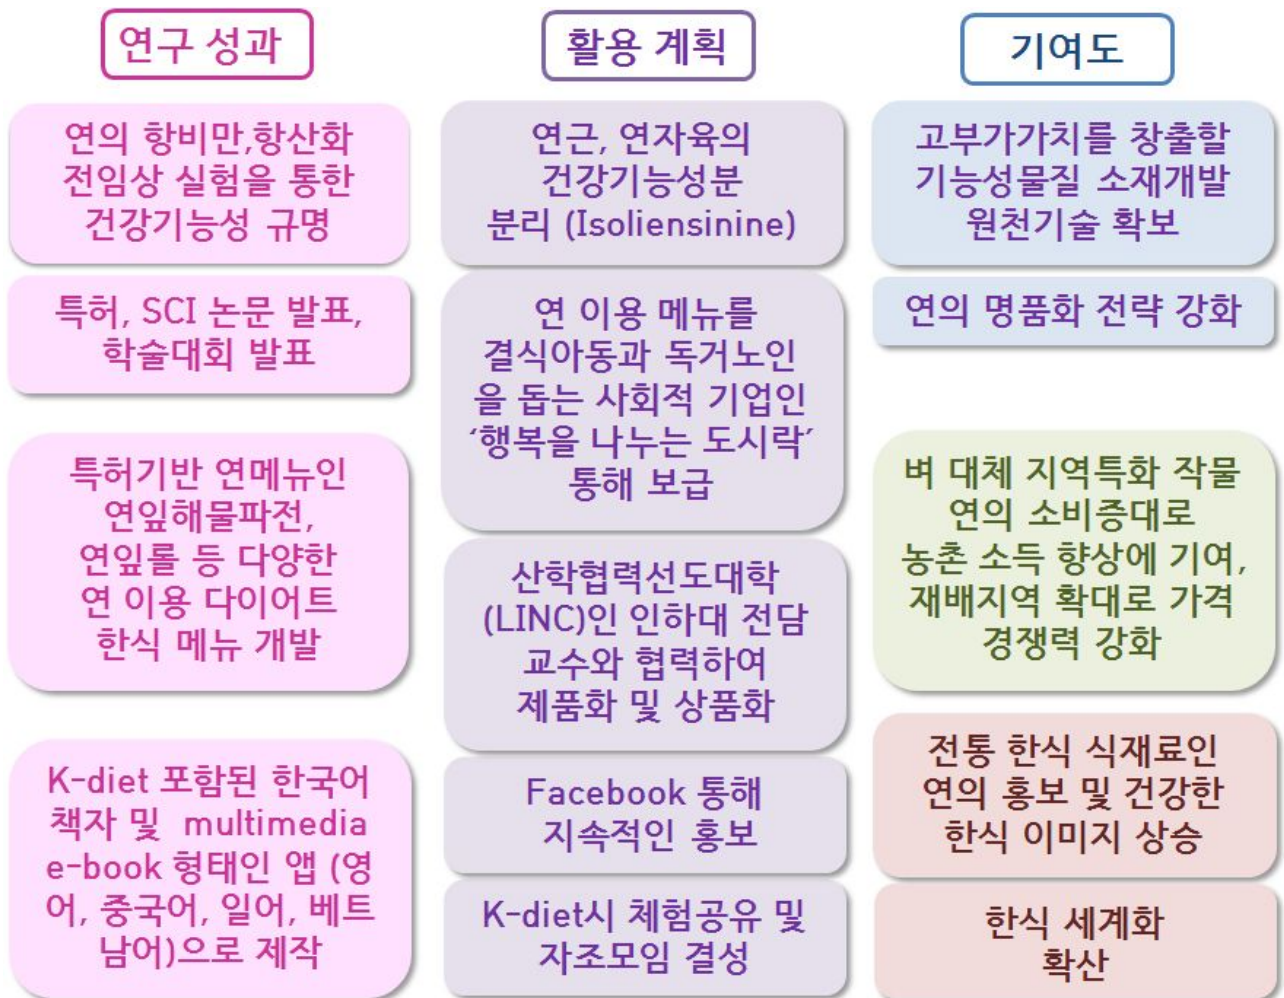 연구 성과
연의 항비만,항산화
전임상 실험을 통한
건강기능성 규명
특허, SCI 논문 발표,
학술대회 발표
특허기반 연메뉴인
연잎해물파전,
연잎롤 등 다양한
연 이용 다이어트
한식 메뉴 개발
K-diet 포함된 한국어
책자 및 multimedia
e-book 형태인 앱 (영
어, 중국어, 일어, 베트
남어)으로 제작
활용 계획
연근, 연자육의
건강기능성분
분리 (Isoliensinine)
연 이용 메뉴를
결식아동과 독거노인
을 돕는 사회적 기업인
‘행복을 나누는 도시락’
통해 보급
산학협력선도대학
(LINC)인 인하대 전담
교수와 협력하여
제품화 및 상품화
Facebook 통해
지속적인 홍보
K-diet시 체험공유 및
자조모임 결성
기여도
고부가가치를 창출할
기능성물질 소재개발
원천기술 확보
연의 명품화 전략 강화
벼 대체 지역특화 작물
연의 소비증대로
농촌 소득 향상에 기여,
재배지역 확대로 가격
경쟁력 강화
전통 한식 식재료인
연의 홍보 및 건강한
한식 이미지 상승
한식 세계화
확산